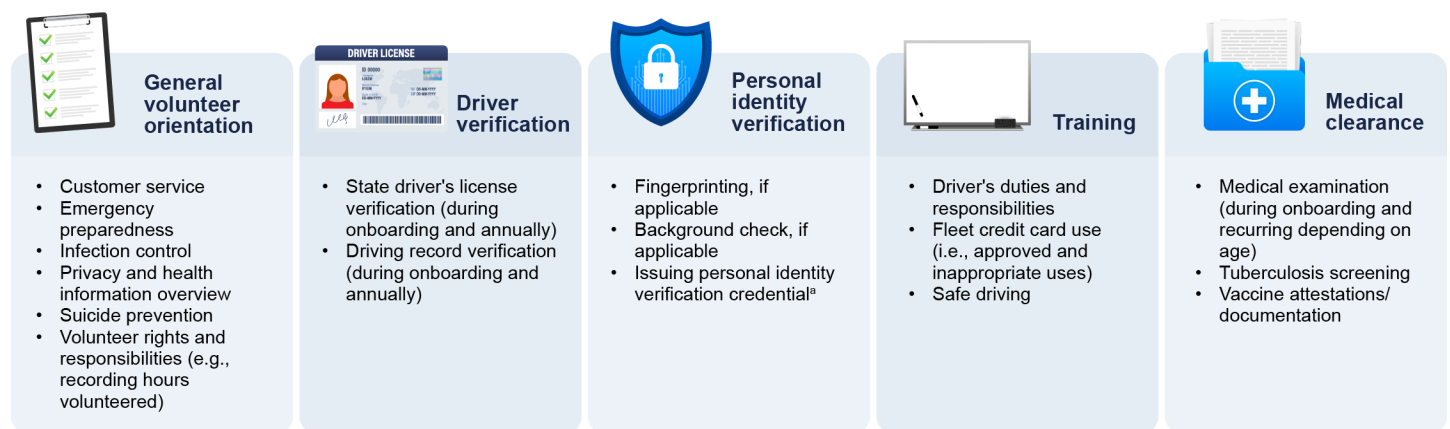 General
volunteer
orientation
• Customer service
• Emergency
preparedness
• Infection control
• Privacy and health
information overview
• Suicide prevention
• Volunteer rights and
responsibilities (e.g.,
recording hours
volunteered)
DRIVER LICENSE
Driver
verification
• State driver's license
verification (during
onboarding and annually)
• Driving record verification
(during onboarding and
annually)
Personal
identity
verification
• Fingerprinting, if
applicable
• Background check, if
applicable
• Issuing personal identity
verification credentialᵃ
Training
• Driver's duties and
responsibilities
• Fleet credit card use
(i.e., approved and
inappropriate uses)
• Safe driving
Medical
clearance
• Medical examination
(during onboarding and
recurring depending on
age)
• Tuberculosis screening
• Vaccine attestations/
documentation